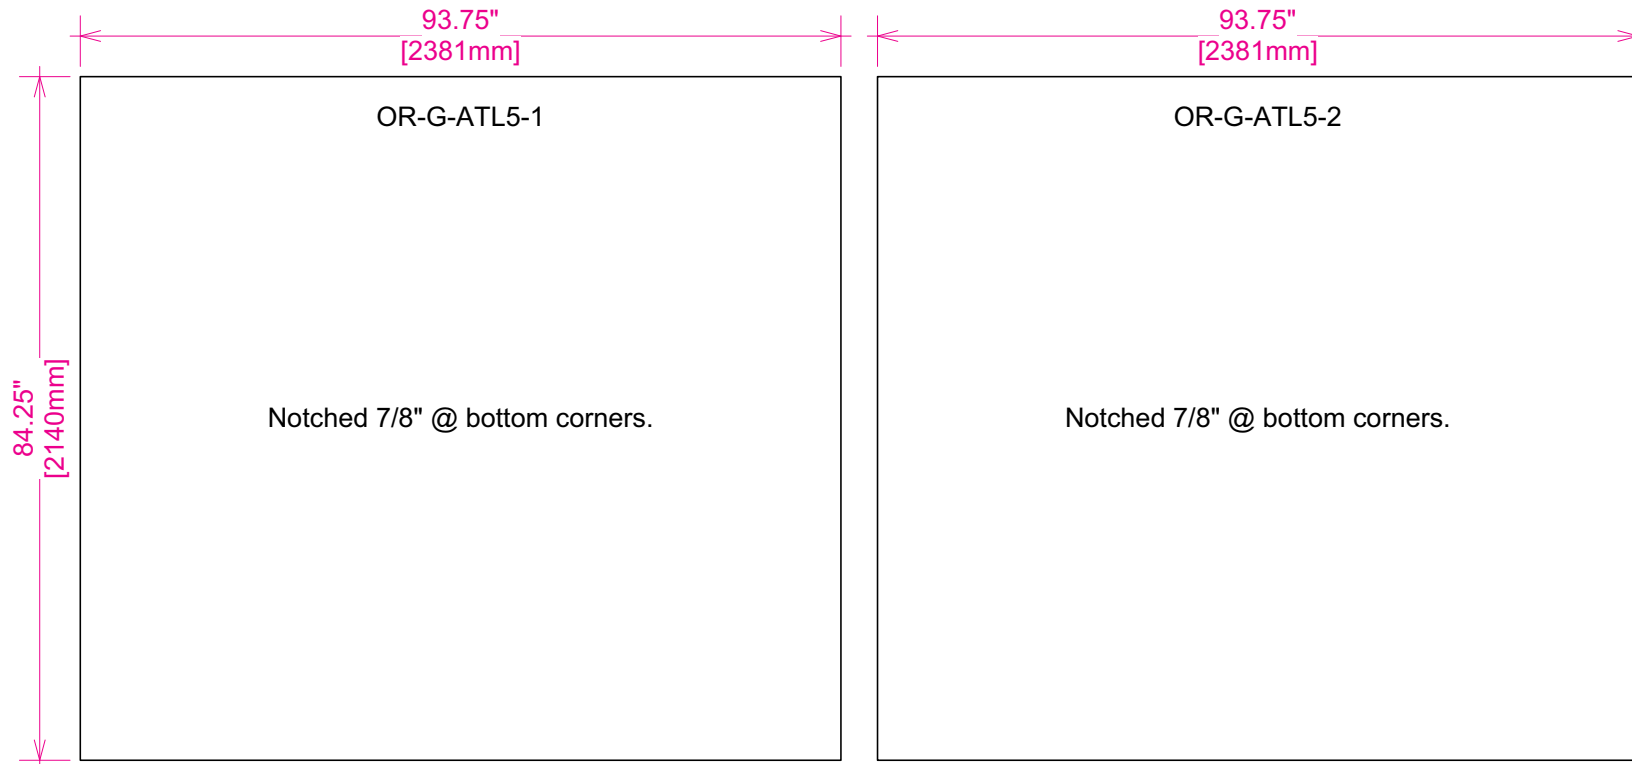 93.75"
[2381mm]
93.75"
[2381mm]
OR-G-ATL5-1
OR-G-ATL5-2
84.25"
[2140mm]
Notched 7/8" @ bottom corners.
Notched 7/8" @ bottom corners.